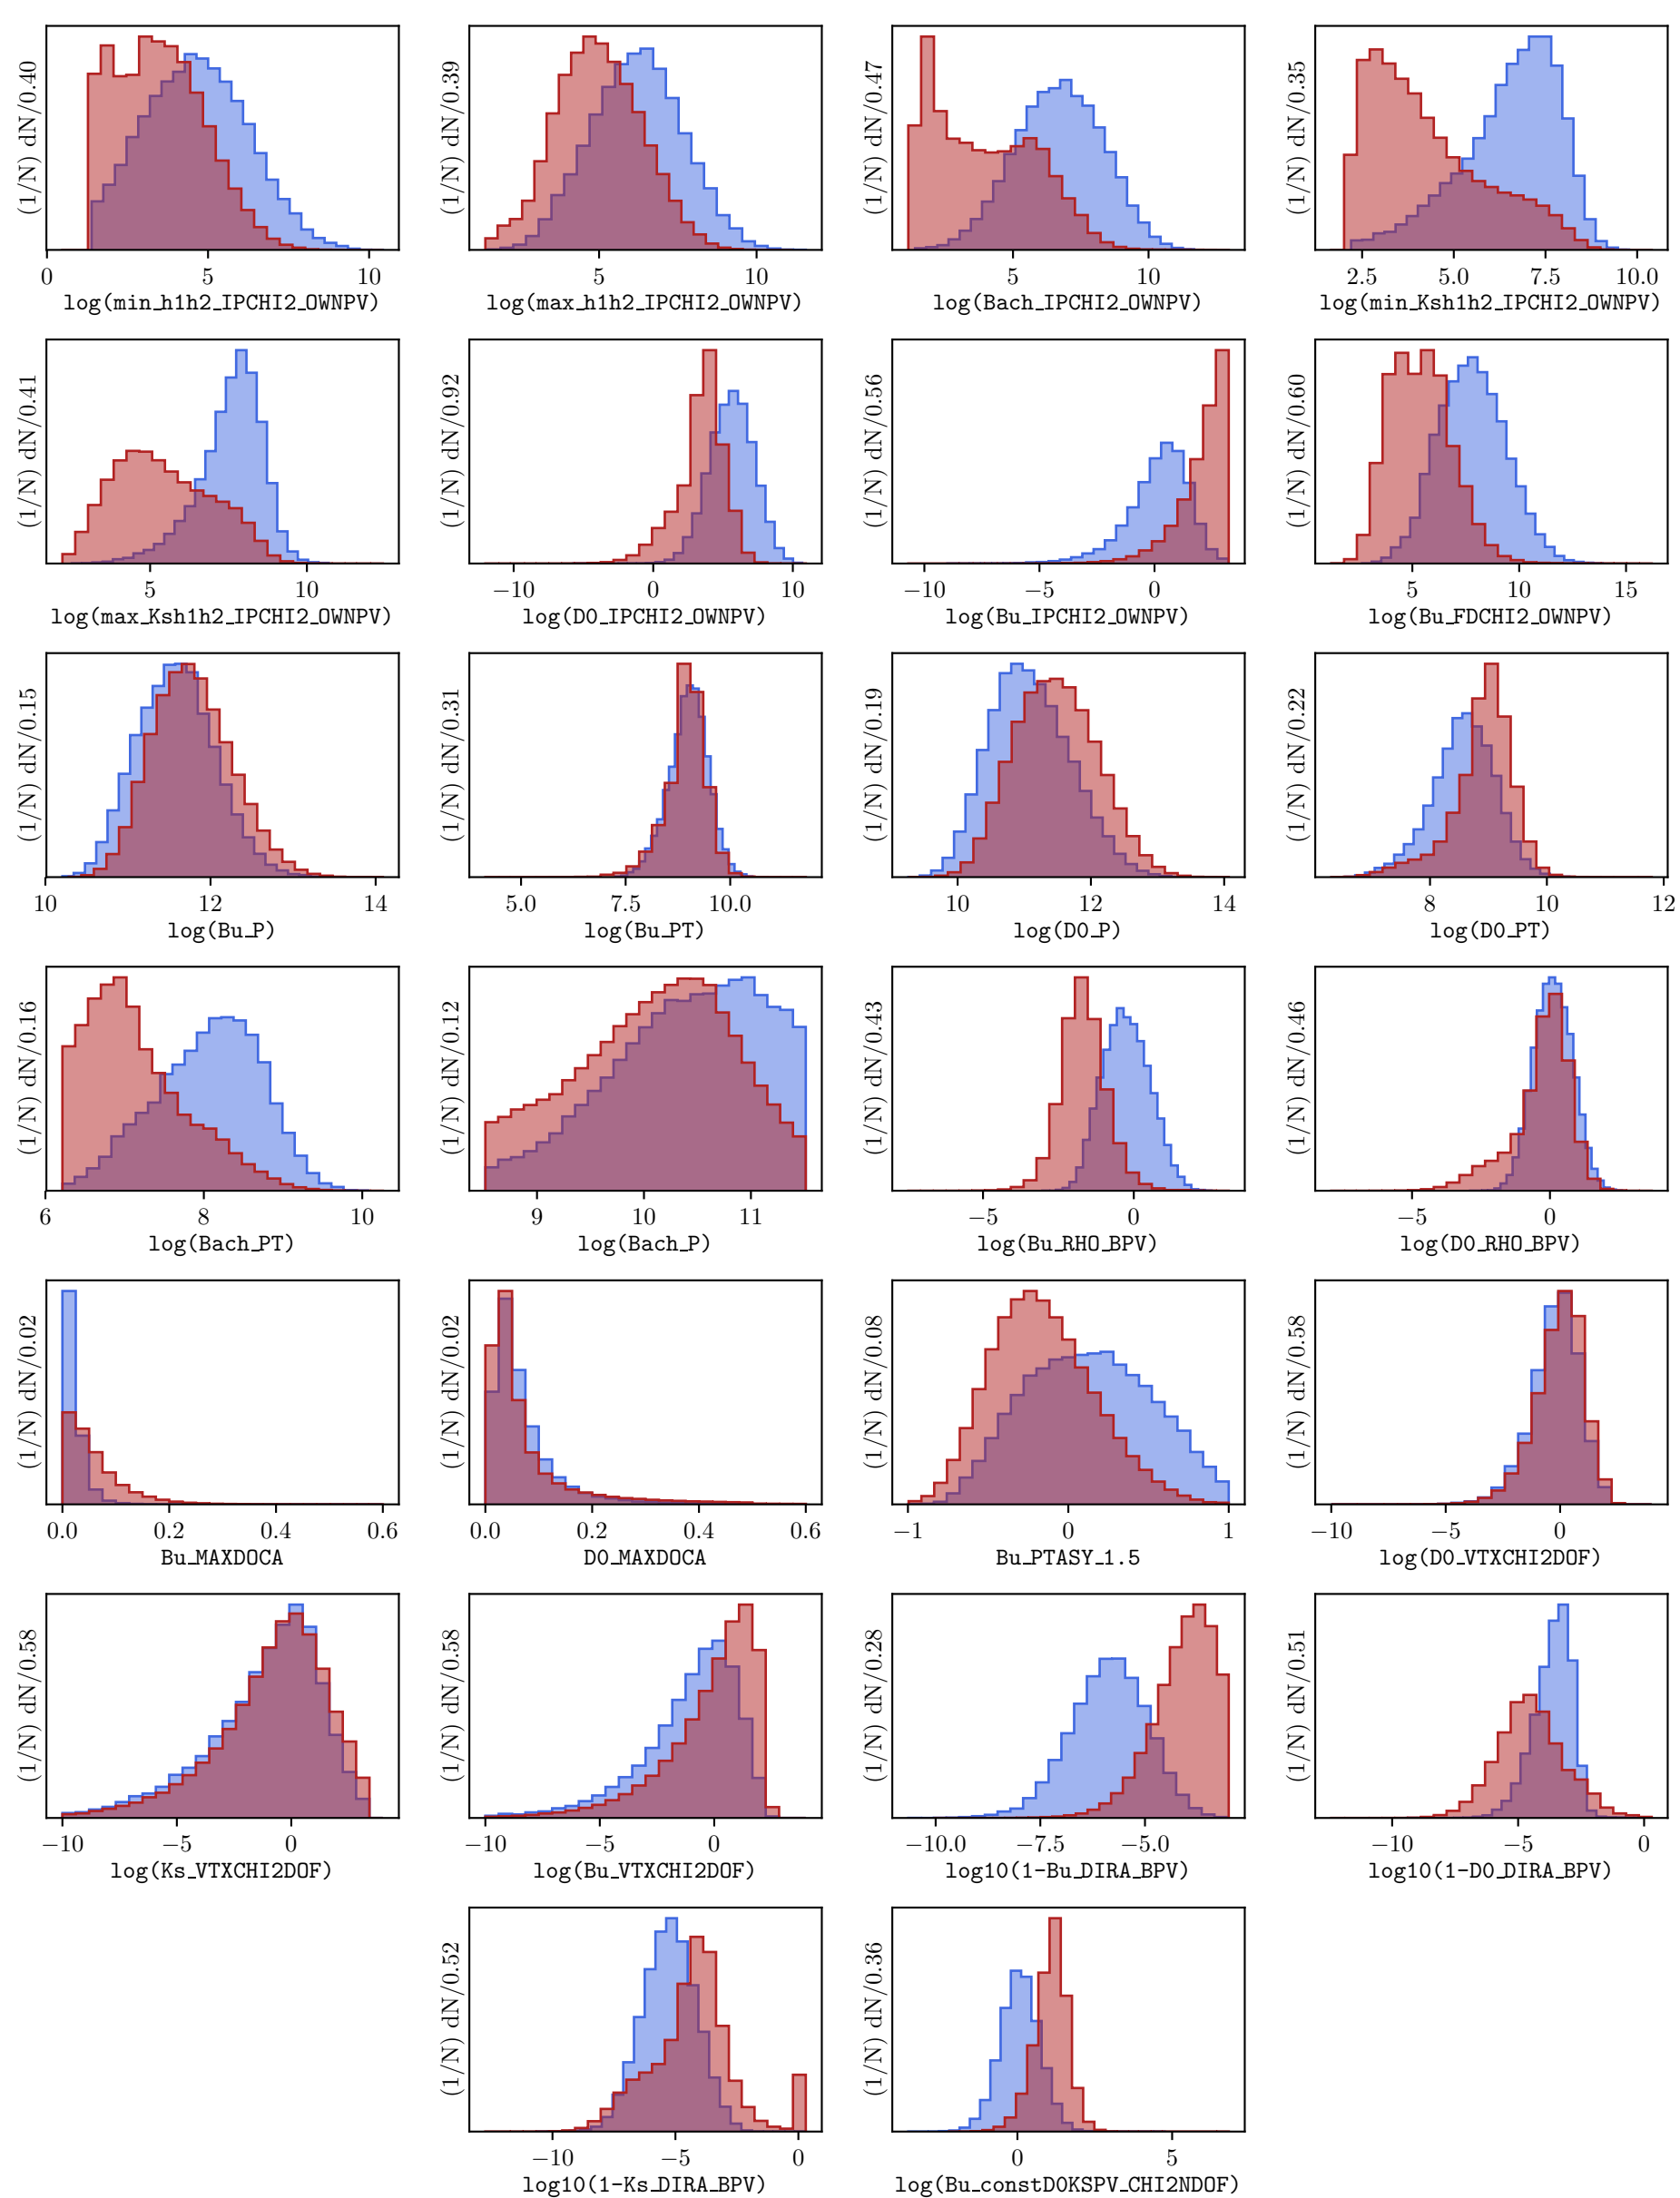 (1/N) dN/0.40
0 5 10
log(min_h1h2_IPCHI2_OWNPV)
(1/N) dN/0.39
5 10
log(max_h1h2_IPCHI2_OWNPV)
(1/N) dN/0.47
5 10
log(Bach_IPCHI2_OWNPV)
(1/N) dN/0.35
2.5 5.0 7.5 10.0
log(min_Ksh1h2_IPCHI2_OWNPV)
(1/N) dN/0.41
5 10
log(max_Ksh1h2_IPCHI2_OWNPV)
(1/N) dN/0.92
−10 0 10
log(D0_IPCHI2_OWNPV)
(1/N) dN/0.56
−10 −5 0
log(Bu_IPCHI2_OWNPV)
(1/N) dN/0.60
5 10 15
log(Bu_FDCHI2_OWNPV)
(1/N) dN/0.15
10 12 14
log(Bu_P)
(1/N) dN/0.31
5.0 7.5 10.0
log(Bu_PT)
(1/N) dN/0.19
10 12 14
log(D0_P)
(1/N) dN/0.22
8 10 12
log(D0_PT)
(1/N) dN/0.16
6 8 10
log(Bach_PT)
(1/N) dN/0.12
9 10 11
log(Bach_P)
(1/N) dN/0.43
−5 0
log(Bu_RHO_BPV)
(1/N) dN/0.46
−5 0
log(D0_RHO_BPV)
(1/N) dN/0.02
0.0 0.2 0.4 0.6
Bu_MAXDOCA
(1/N) dN/0.02
0.0 0.2 0.4 0.6
D0_MAXDOCA
(1/N) dN/0.08
−1 0 1
Bu_PTASY_1.5
(1/N) dN/0.58
−10 −5 0
log(D0_VTXCHI2DOF)
(1/N) dN/0.58
−10 −5 0
log(Ks_VTXCHI2DOF)
(1/N) dN/0.58
−10 −5 0
log(Bu_VTXCHI2DOF)
(1/N) dN/0.28
−10.0 −7.5 −5.0
log10(1-Bu_DIRA_BPV)
(1/N) dN/0.51
−10 −5 0
log10(1-D0_DIRA_BPV)
(1/N) dN/0.52
−10 −5 0
log10(1-Ks_DIRA_BPV)
(1/N) dN/0.36
0 5
log(Bu_constD0KSPV_CHI2NDOF)